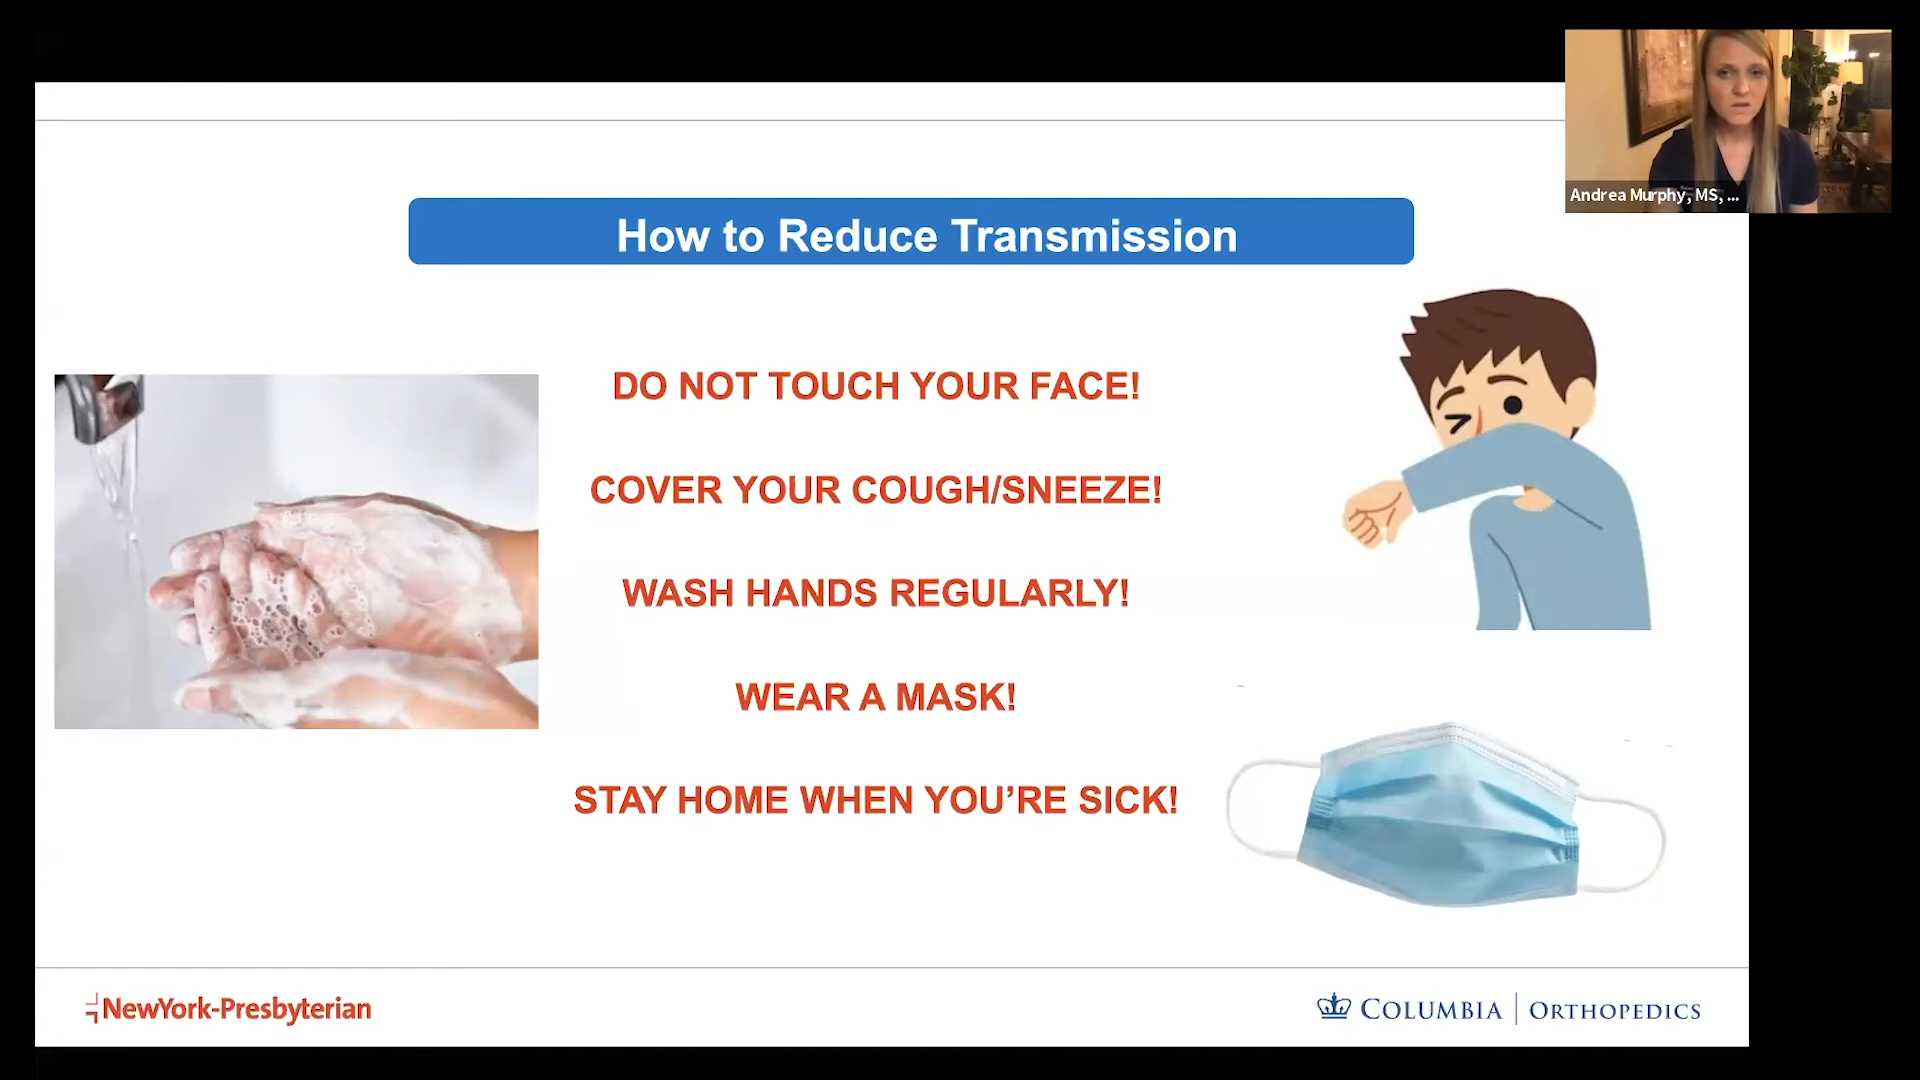 Andrea Murphy, MS, ...
How to Reduce Transmission
DO NOT TOUCH YOUR FACE!
COVER YOUR COUGH/SNEEZE!
WASH HANDS REGULARLY!
WEAR A MASK!
STAY HOME WHEN YOU’RE SICK!
NewYork-Presbyterian
COLUMBIA | ORTHOPEDICS